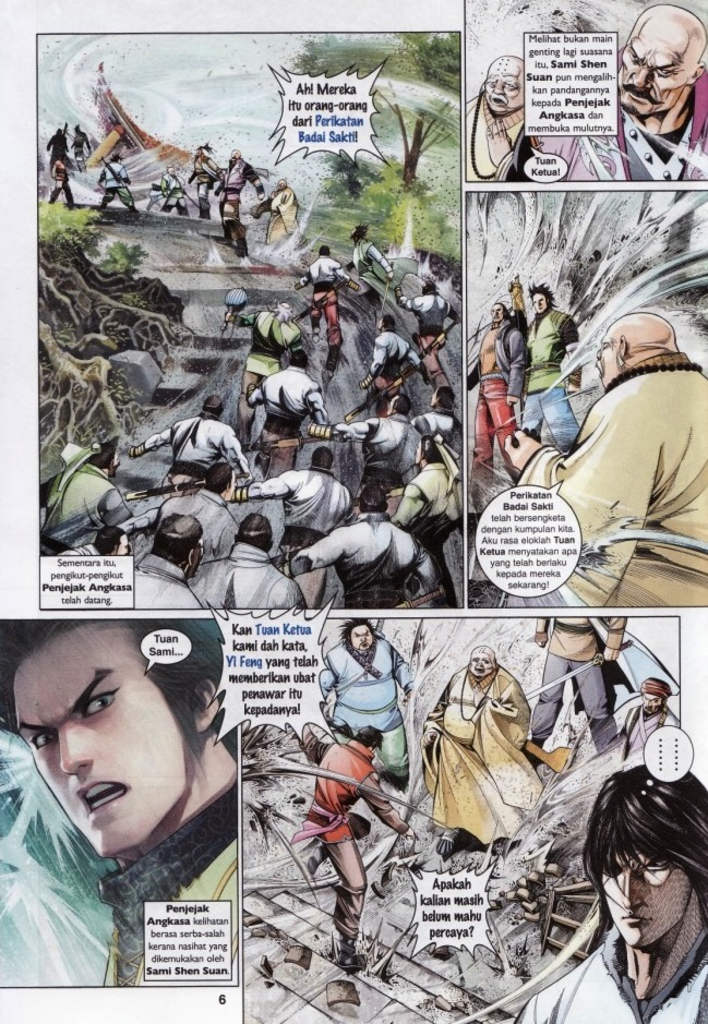 Ah! Mereka
itu orang-orang
dari Perikatan
Badai Sakti!
Sementara itu,
pengikut-pengikut
Penjejak Angkasa
telah datang.
Melihat bukan main
genting lagi suasana
itu, Sami Shen
Suan pun mengalih-
kan pandangannya
kepada Penjejak
Angkasa dan
membuka mulutnya.
Tuan
Ketua!
Perikatan
Badai Sakti
telah bersengketa
dengan kumpulan kita.
Aku rasa eloklah Tuan
Ketua menyatakan apa
yang telah berlaku
kepada mereka
sekarang!
Tuan
Sami...
Penjejak
Angkasa kelihatan
berasa serba-salah
kerana nasihat yang
dikemukakan oleh
Sami Shen Suan.
Kan Tuan Ketua
kami dah kata,
Yi Feng yang telah
memberikan ubat
penawar itu
kepadanya!
Apakah
kalian masih
belum mahu
percaya?
......
6